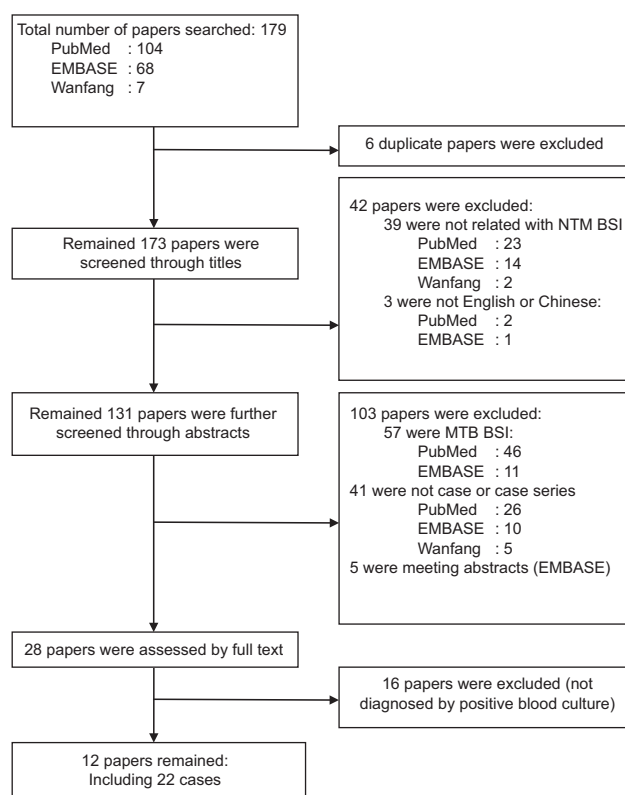 Total number of papers searched: 179
PubMed : 104
EMBASE : 68
Wanfang : 7
6 duplicate papers were excluded
Remained 173 papers were
screened through titles
42 papers were excluded:
39 were not related with NTM BSI
PubMed : 23
EMBASE : 14
Wanfang : 2
3 were not English or Chinese:
PubMed : 2
EMBASE : 1
Remained 131 papers were further
screened through abstracts
103 papers were excluded:
57 were MTB BSI:
PubMed : 46
EMBASE : 11
41 were not case or case series
PubMed : 26
EMBASE : 10
Wanfang : 5
5 were meeting abstracts (EMBASE)
28 papers were assessed by full text
16 papers were excluded (not
diagnosed by positive blood culture)
12 papers remained:
Including 22 cases